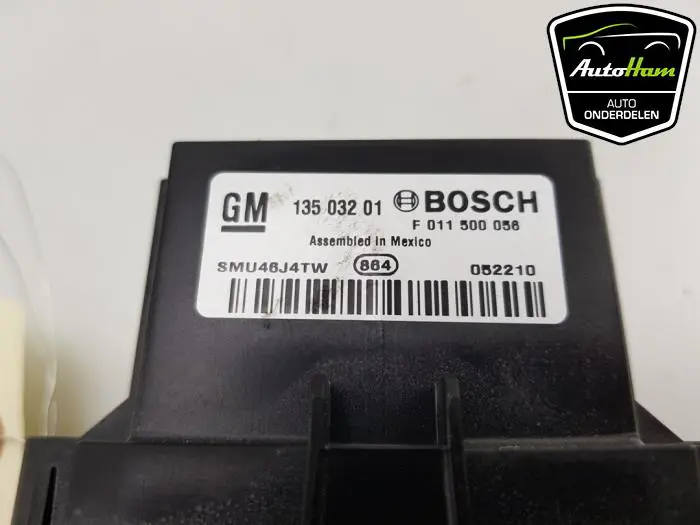 AutoHam
AUTO
ONDERDELEN
GM 135 032 01 BOSCH
F 011 500 056
Assembled in Mexico
SMU46J4TW 864 052210